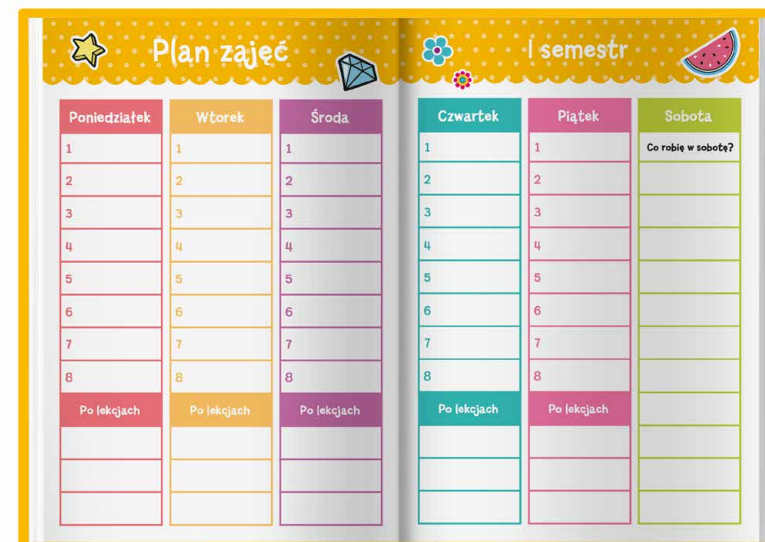 Plan zajęć
I semestr
Poniedziałek
Wtorek
Środa
Czwartek
Piątek
Sobota
1
1
1
1
1
Co robię w sobotę?
2
2
2
2
2
3
3
3
3
3
4
4
4
4
4
5
5
5
5
5
6
6
6
6
6
7
7
7
7
7
8
8
8
8
8
Po lekcjach
Po lekcjach
Po lekcjach
Po lekcjach
Po lekcjach